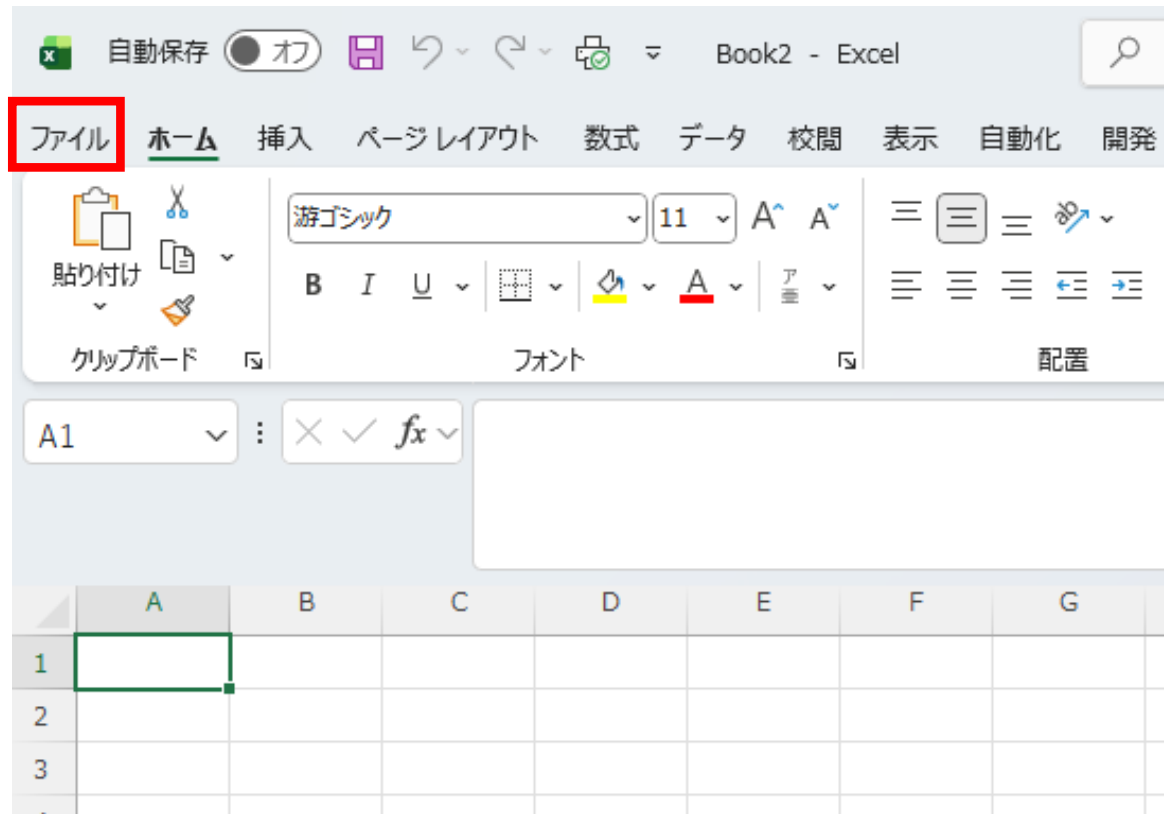 自動保存 オフ Book2 - Excel
ファイル ホーム 挿入 ページ レイアウト 数式 データ 校閲 表示 自動化 開発
游ゴシック 11 A A ab
貼り付け B I U A ア亜
クリップボード フォント 配置
A1 fx
A B C D E F G
1
2
3